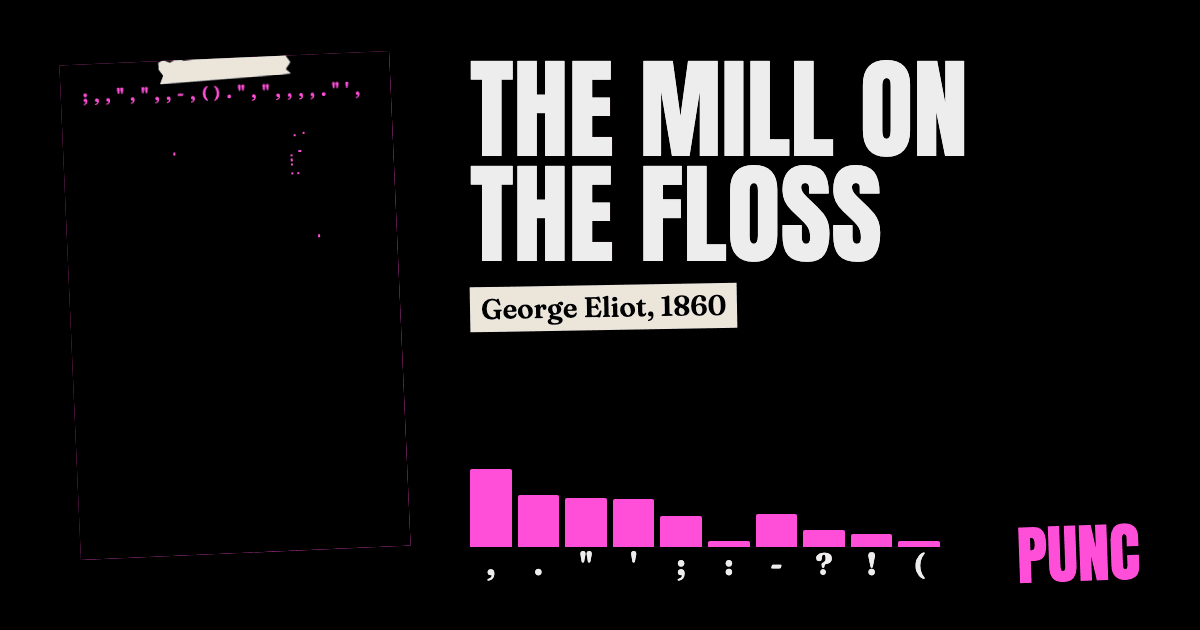 ;,,",",,-,().",",,,,."',
THE MILL ON
THE FLOSS
George Eliot, 1860
, . " ' ; : - ? ! (
PUNC